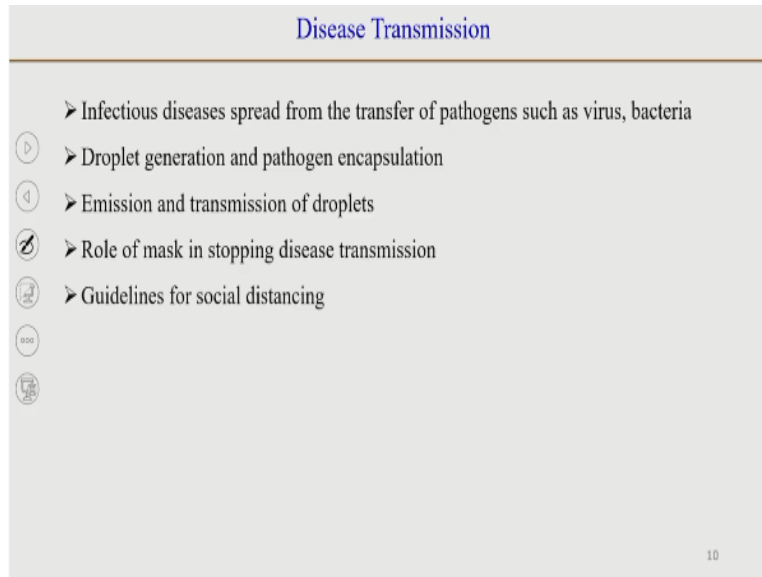 Disease Transmission
➤ Infectious diseases spread from the transfer of pathogens such as virus, bacteria
➤ Droplet generation and pathogen encapsulation
➤ Emission and transmission of droplets
➤ Role of mask in stopping disease transmission
➤ Guidelines for social distancing
10